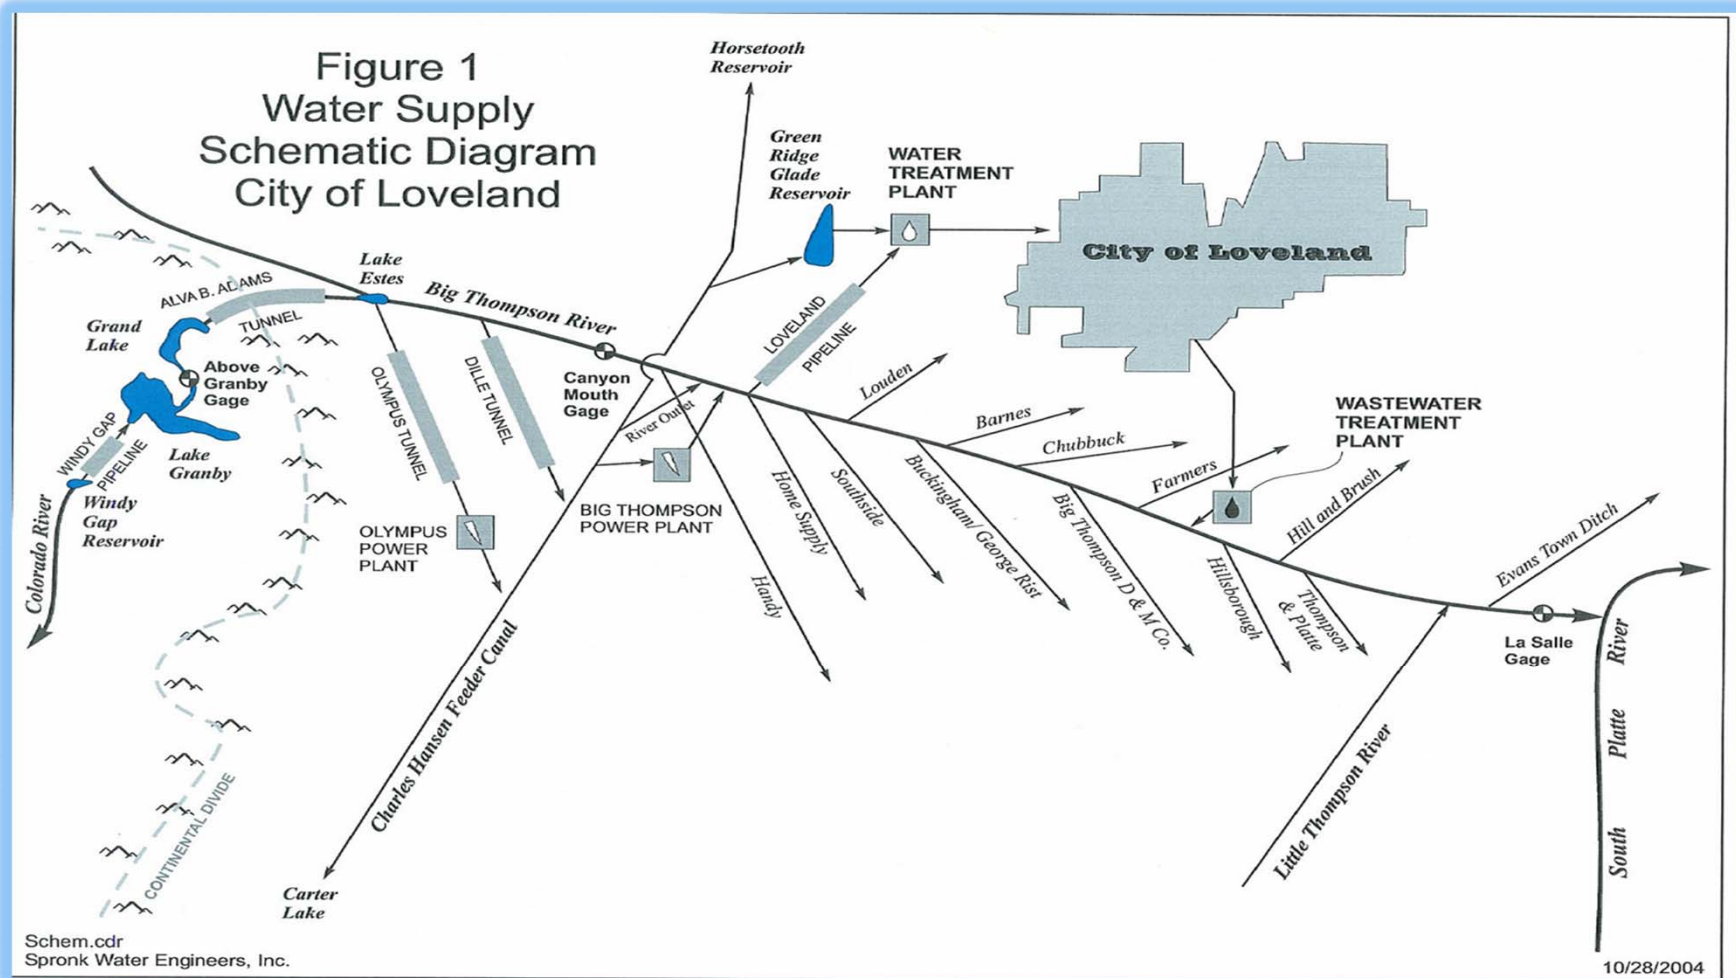 Figure 1
Water Supply
Schematic Diagram
City of Loveland
Horsetooth
Reservoir
Green
Ridge
Glade
Reservoir
WATER
TREATMENT
PLANT
City of Loveland
ALVA B. ADAMS
TUNNEL
Lake
Estes
Big Thompson River
Grand
Lake
Above
Granby
Gage
WINDY GAP
PIPELINE
Lake
Granby
Windy
Gap
Reservoir
Colorado River
OLYMPUS TUNNEL
DILLE TUNNEL
Canyon
Mouth
Gage
River Outlet
LOVELAND
PIPELINE
OLYMPUS
POWER
PLANT
BIG THOMPSON
POWER PLANT
Louden
Barnes
Chubbuck
Farmers
WASTEWATER
TREATMENT
PLANT
Hill and Brush
Evans Town Ditch
Handy
Home Supply
Southside
Buckingham/ George Rist
Big Thompson D & M Co.
Hillsborough
Thompson
& Platte
La Salle
Gage
Little Thompson River
South Platte River
Charles Hansen Feeder Canal
CONTINENTAL DIVIDE
Carter
Lake
Schem.cdr
Spronk Water Engineers, Inc.
10/28/2004